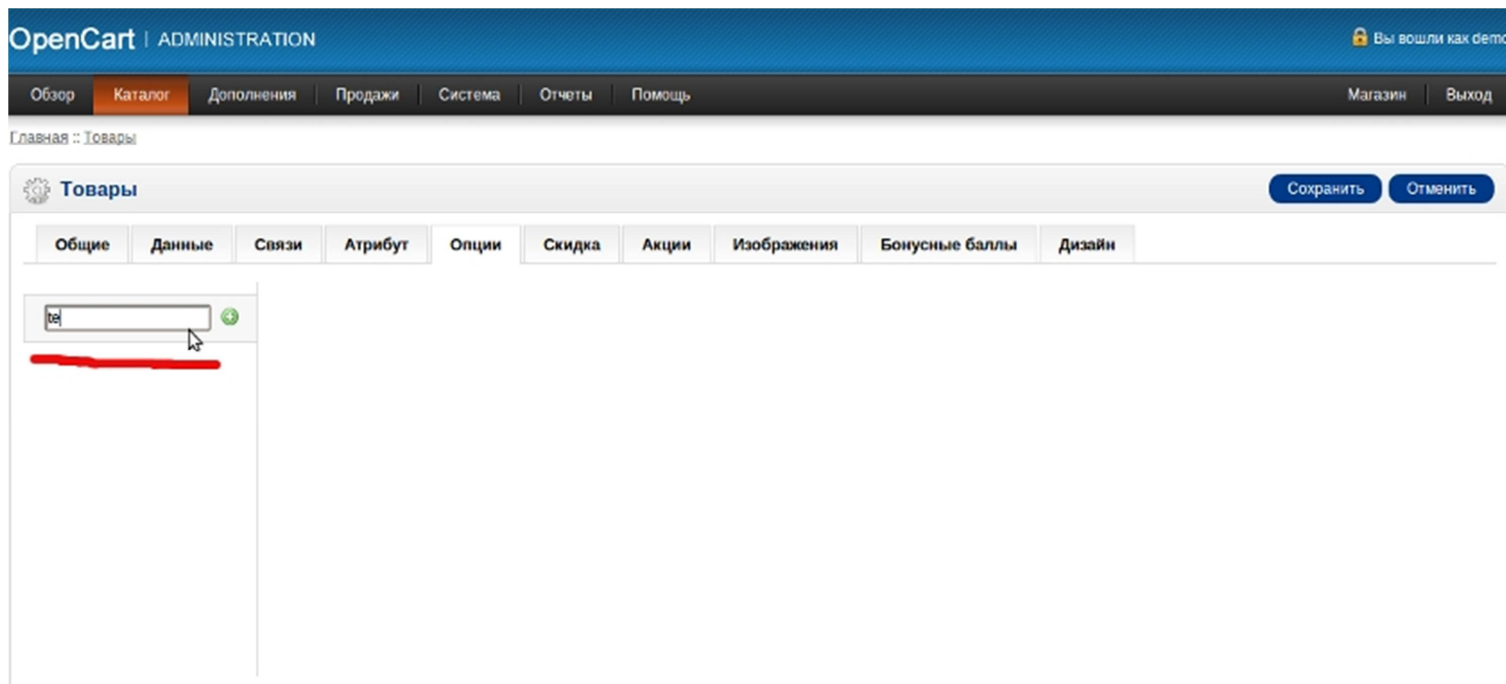 OpenCart | ADMINISTRATION Вы вошли как demo
Обзор Каталог Дополнения Продажи Система Отчеты Помощь Магазин Выход
Главная :: Товары
Товары Сохранить Отменить
Общие Данные Связи Атрибут Опции Скидка Акции Изображения Бонусные баллы Дизайн
te